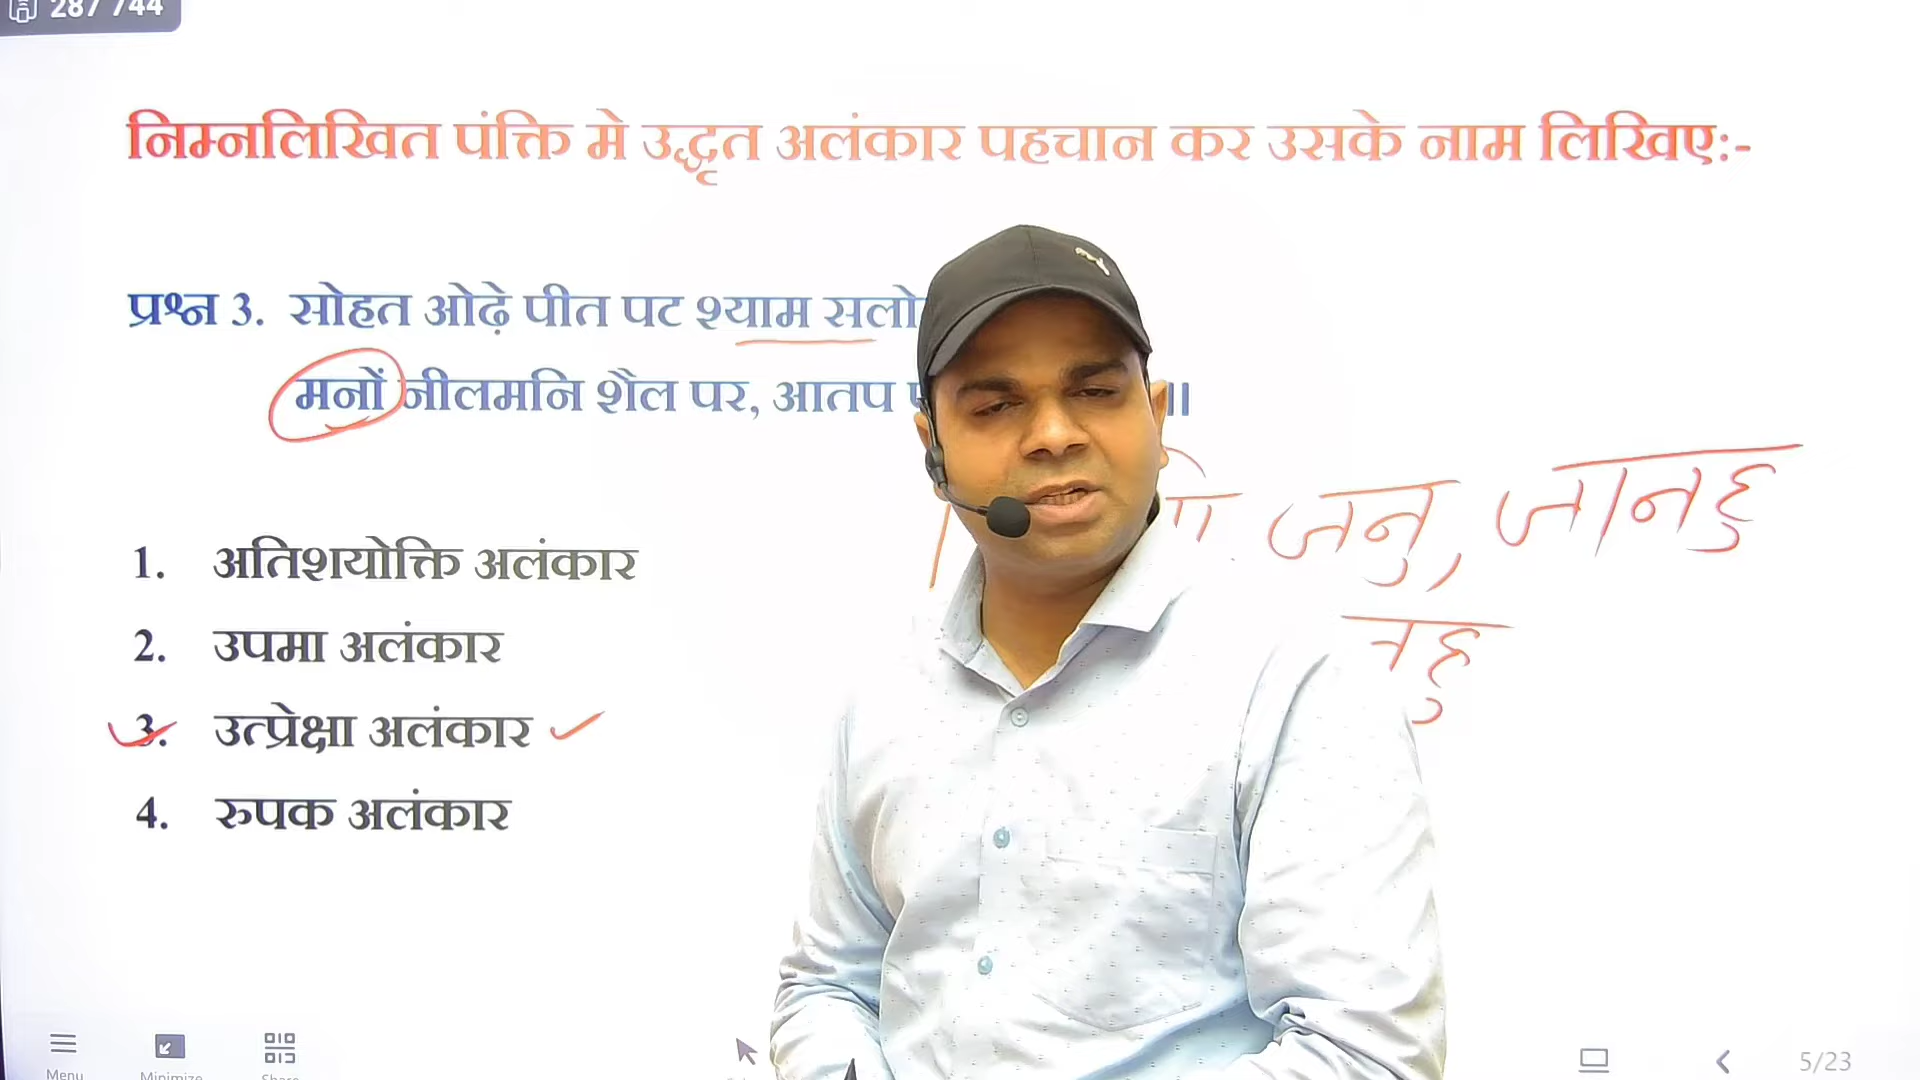 287 / 744
निम्नलिखित पंक्ति मे उद्धृत अलंकार पहचान कर उसके नाम लिखिए:-
प्रश्न 3. सोहत ओढ़े पीत पट श्याम
मनों नीलमनि शैल पर, आतप ॥
जनु, जानहु
1. अतिशयोक्ति अलंकार
2. उपमा अलंकार
3. उत्प्रेक्षा अलंकार
4. रुपक अलंकार
Menu Minimize Share 5/23